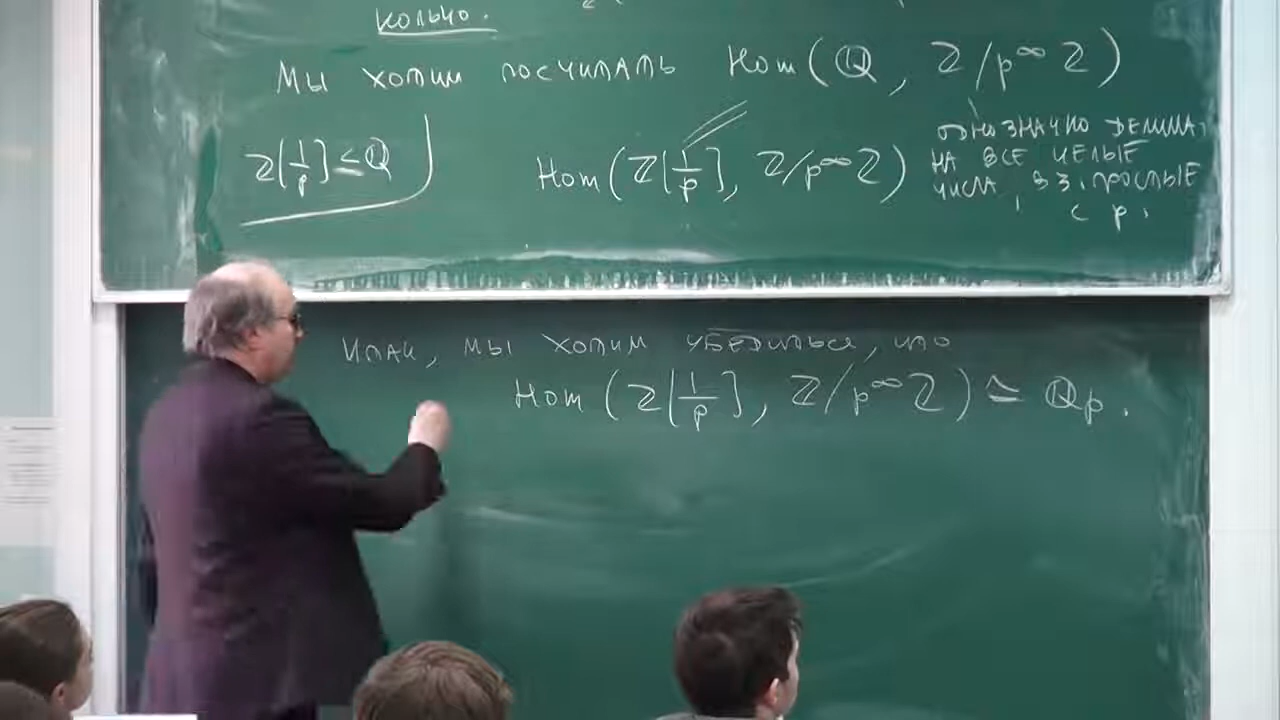 кольцо.
Мы хотим посчитать Hom(ℚ, ℤ/p^∞ ℤ)
ℤ[1/p] ≤ ℚ
Hom(ℤ[1/p], ℤ/p^∞ ℤ)
однозначно делима
на все целые
числа, вз. простые
с p.
Итак, мы хотим убедиться, что
Hom(ℤ[1/p], ℤ/p^∞ ℤ) ≃ ℚp.